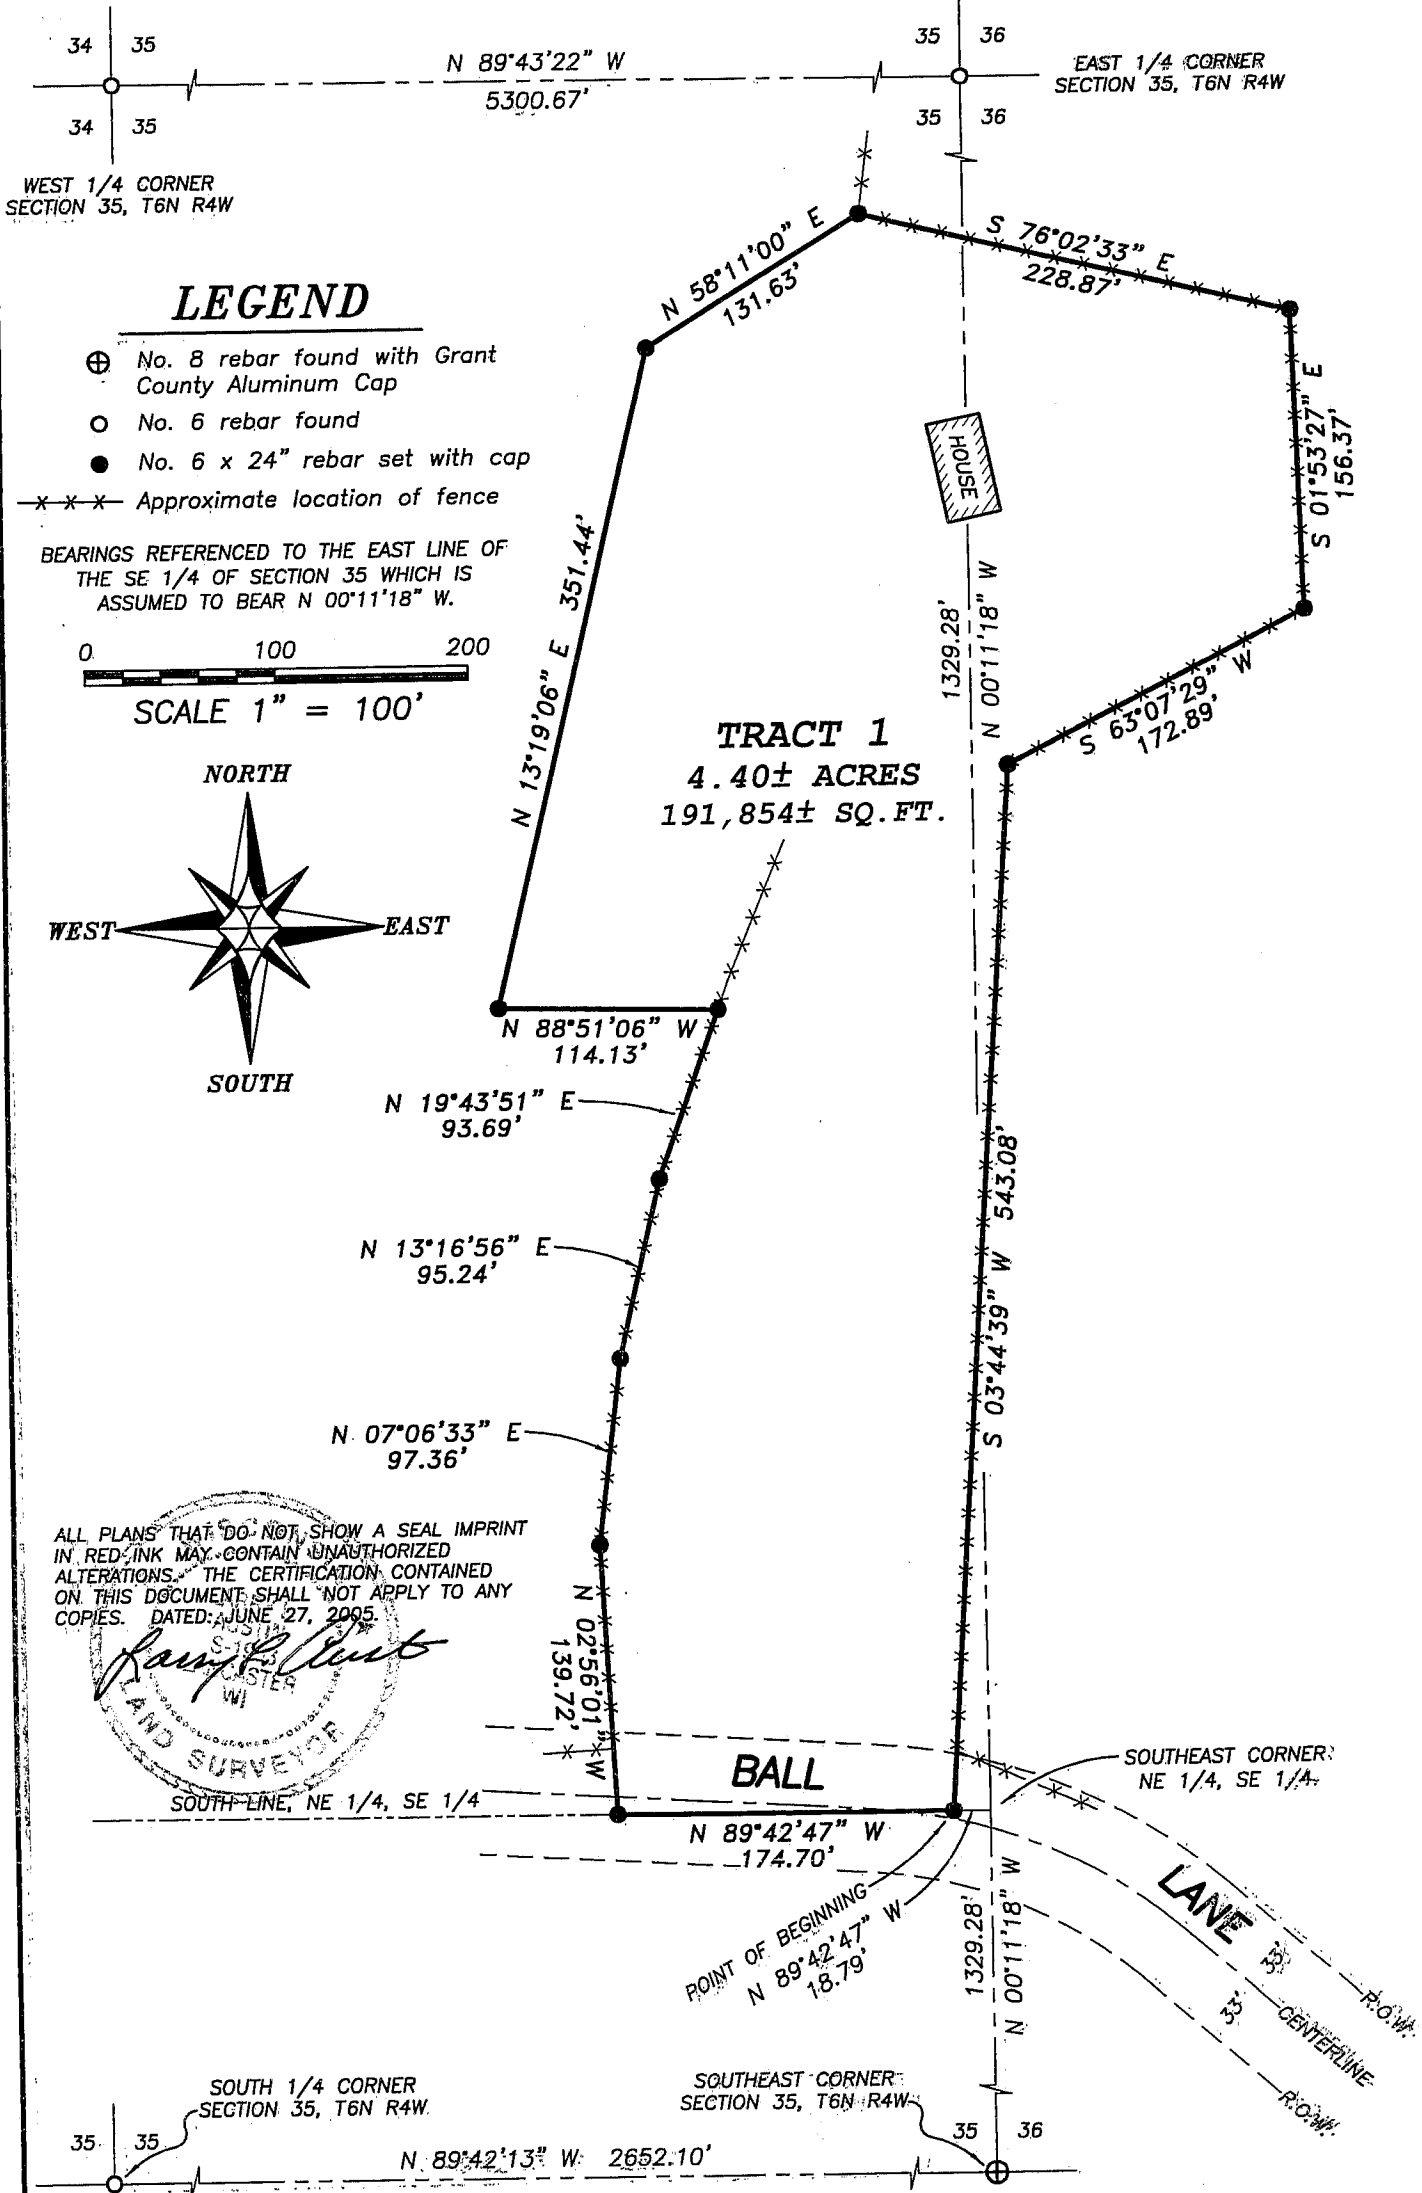 34 35
N 89°43'22" W
5300.67'
35 36
EAST 1/4 CORNER
SECTION 35, T6N R4W
34 35
35 36
WEST 1/4 CORNER
SECTION 35, T6N R4W
N 58°11'00" E
131.63'
S 76°02'33" E
228.87'
LEGEND
No. 8 rebar found with Grant
County Aluminum Cap
No. 6 rebar found
No. 6 x 24" rebar set with cap
Approximate location of fence
BEARINGS REFERENCED TO THE EAST LINE OF
THE SE 1/4 OF SECTION 35 WHICH IS
ASSUMED TO BEAR N 00°11'18" W.
0 100 200
SCALE 1" = 100'
HOUSE
S 01°53'27" E
156.37'
N 13°19'06" E 351.44'
1329.28'
N 00°11'18" W
S 63°07'29" W
172.89'
TRACT 1
4.40± ACRES
191,854± SQ.FT.
NORTH
WEST
EAST
SOUTH
N 88°51'06" W
114.13'
N 19°43'51" E
93.69'
N 13°16'56" E
95.24'
S 03°44'39" W 543.08'
N 07°06'33" E
97.36'
ALL PLANS THAT DO NOT SHOW A SEAL IMPRINT
IN RED INK MAY CONTAIN UNAUTHORIZED
ALTERATIONS. THE CERTIFICATION CONTAINED
ON THIS DOCUMENT SHALL NOT APPLY TO ANY
COPIES. DATED: JUNE 27, 2005.
WI
LAND SURVEYOR
N 02°56'01" W
139.72'
BALL
SOUTHEAST CORNER
NE 1/4, SE 1/4
SOUTH LINE, NE 1/4, SE 1/4
N 89°42'47" W
174.70'
POINT OF BEGINNING
N 89°42'47" W
18.79'
LANE
1329.28'
N 00°11'18" W
33'
33'
R.O.W.
CENTERLINE
R.O.W.
SOUTH 1/4 CORNER
SECTION 35, T6N R4W
SOUTHEAST CORNER
SECTION 35, T6N R4W
35 35
N 89°42'13" W 2652.10'
35 36